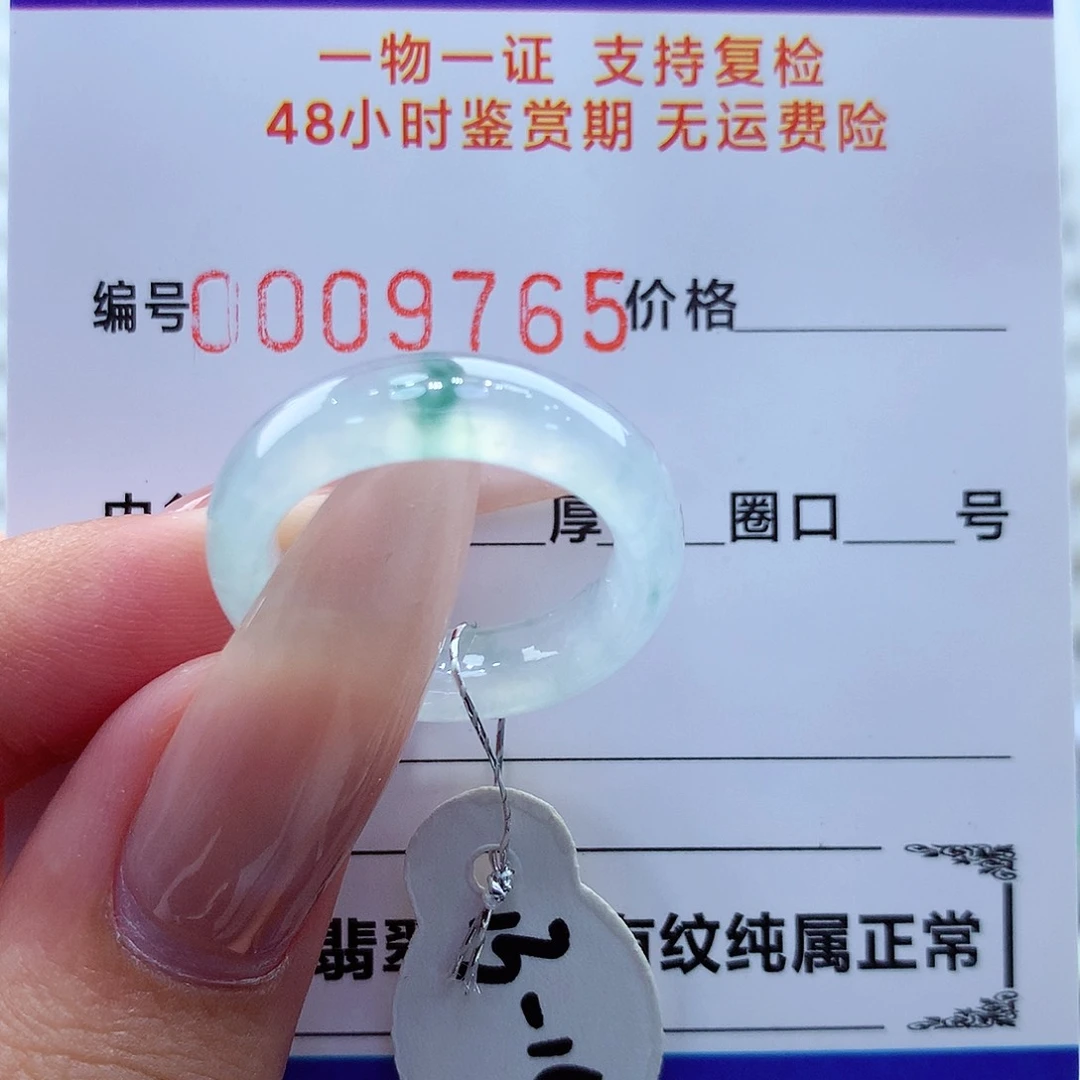 一物一证 支持复检
48小时鉴赏期 无运费险
编号0009765价格
厚 圈口 号
翡翠 有纹纯属正常